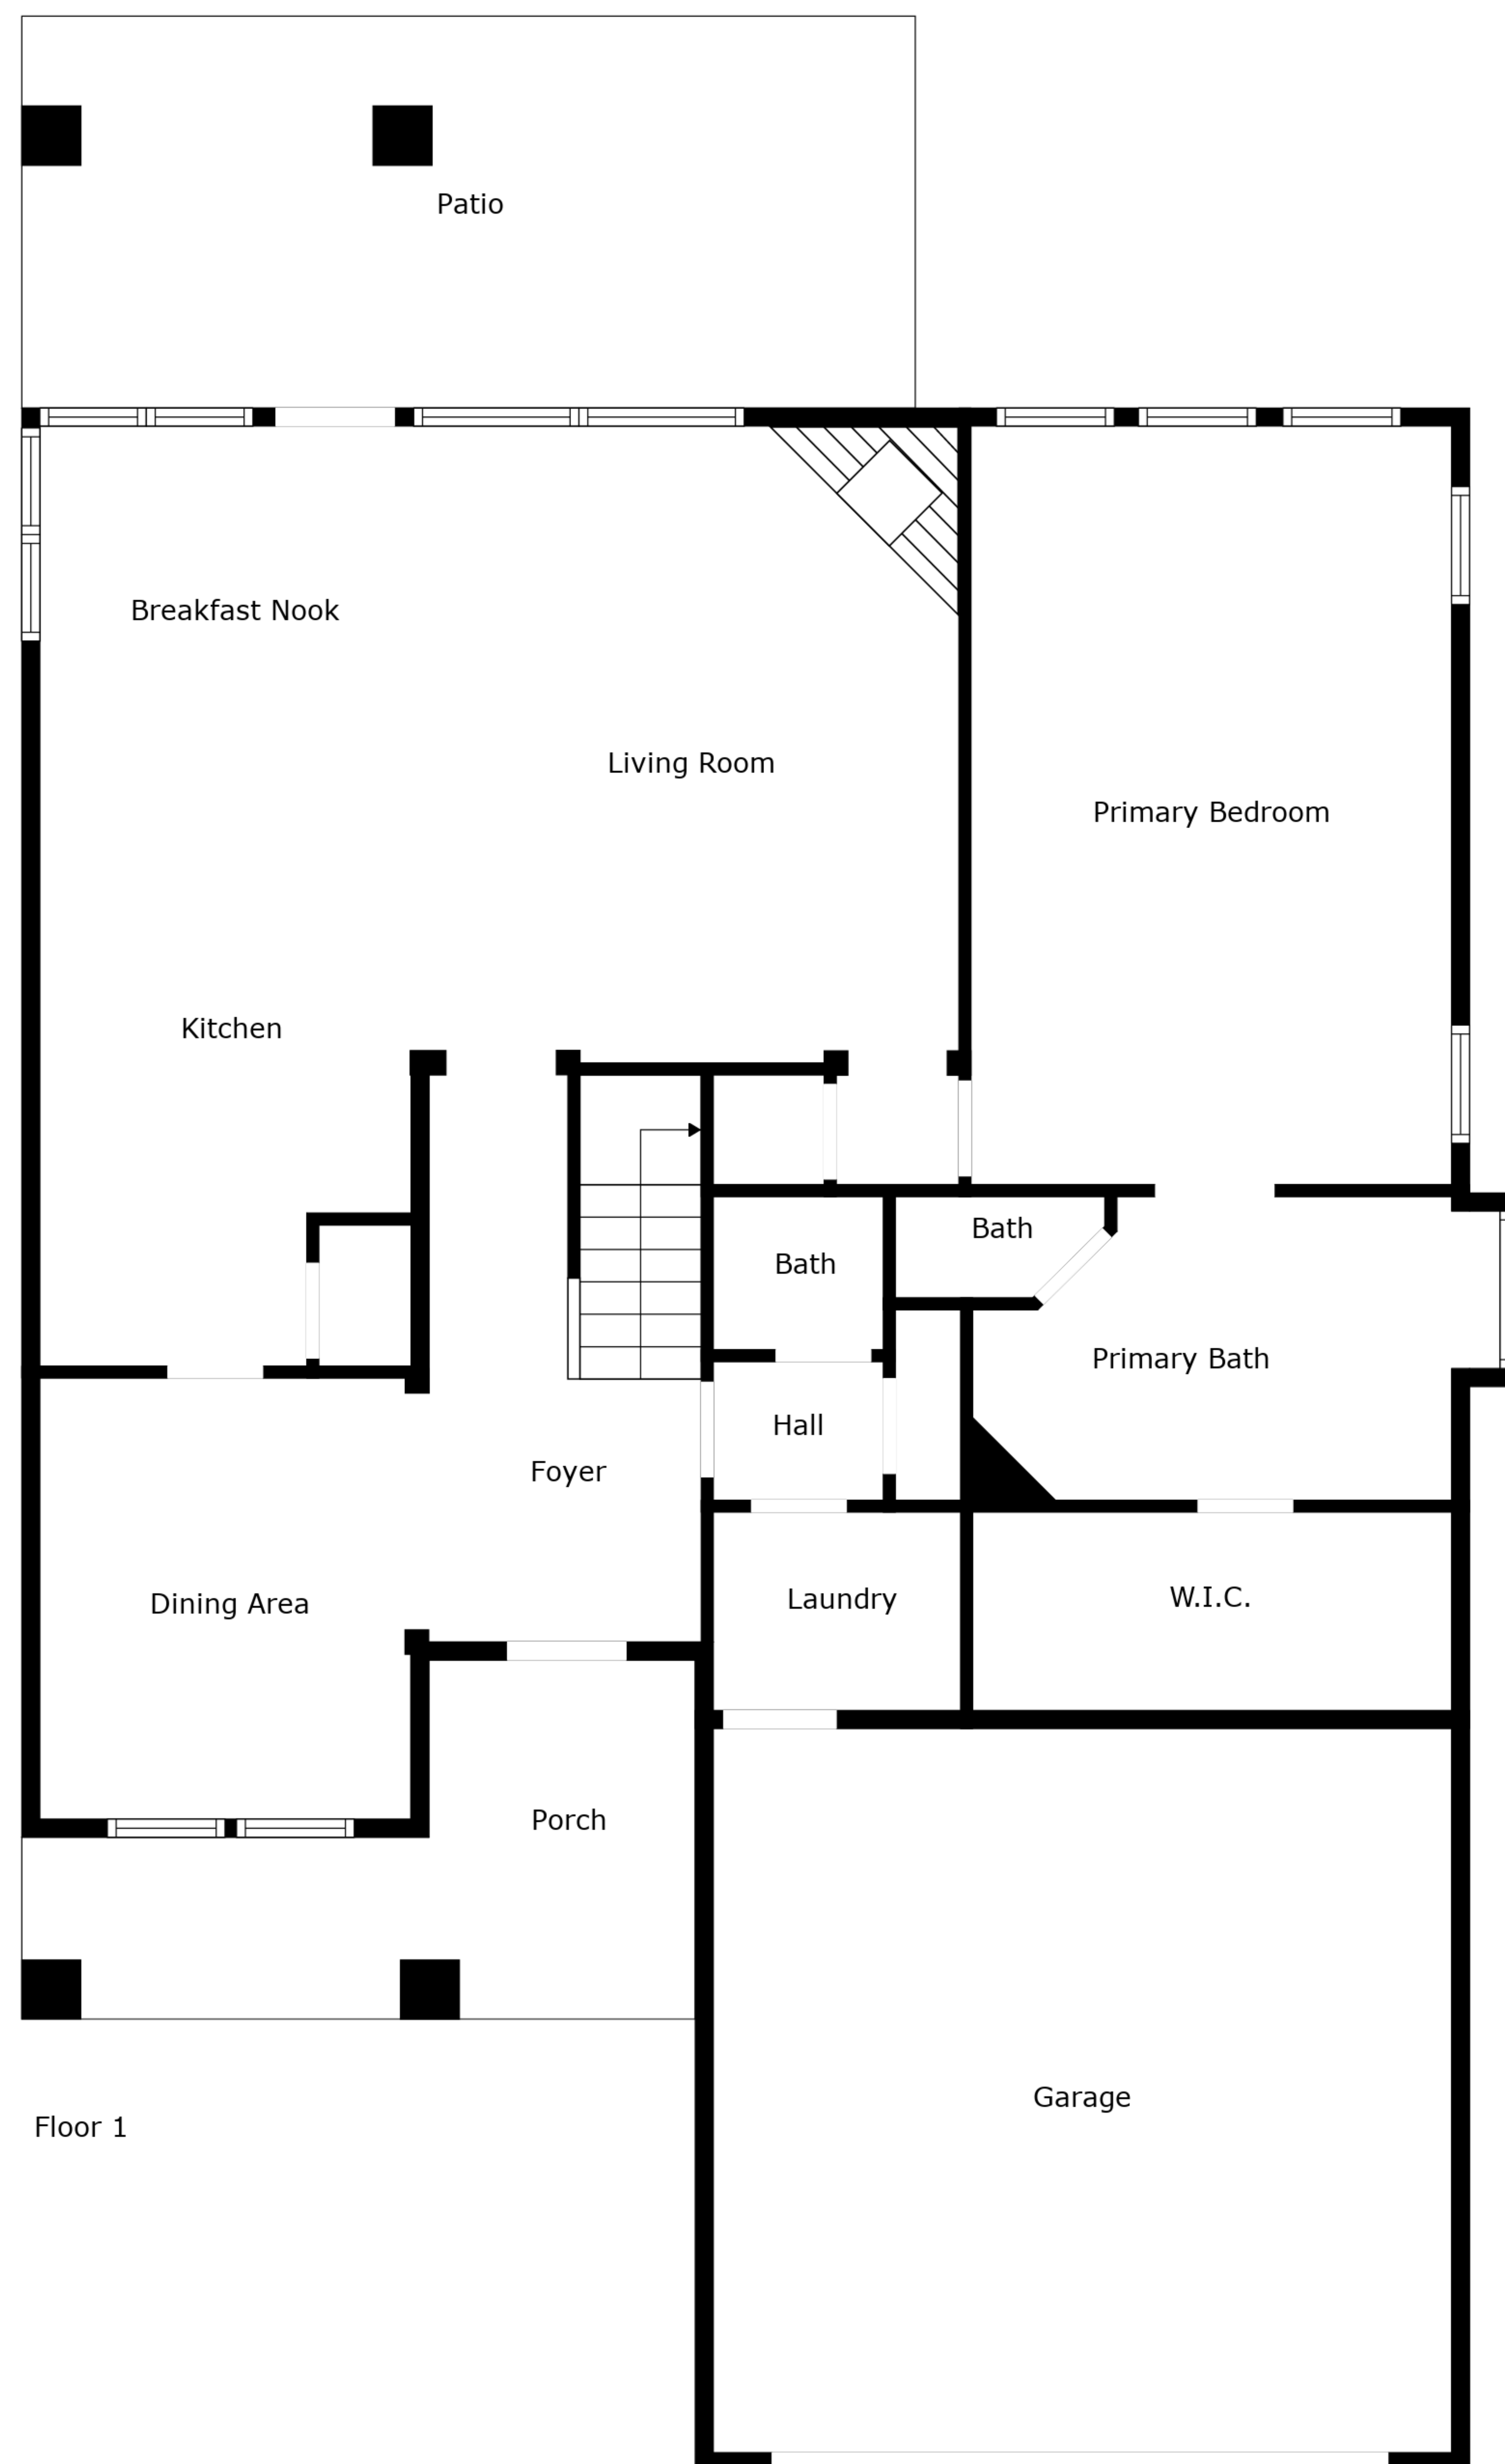 Patio
Breakfast Nook
Living Room
Primary Bedroom
Kitchen
Bath
Bath
Primary Bath
Hall
Foyer
Laundry
W.I.C.
Dining Area
Porch
Garage
Floor 1